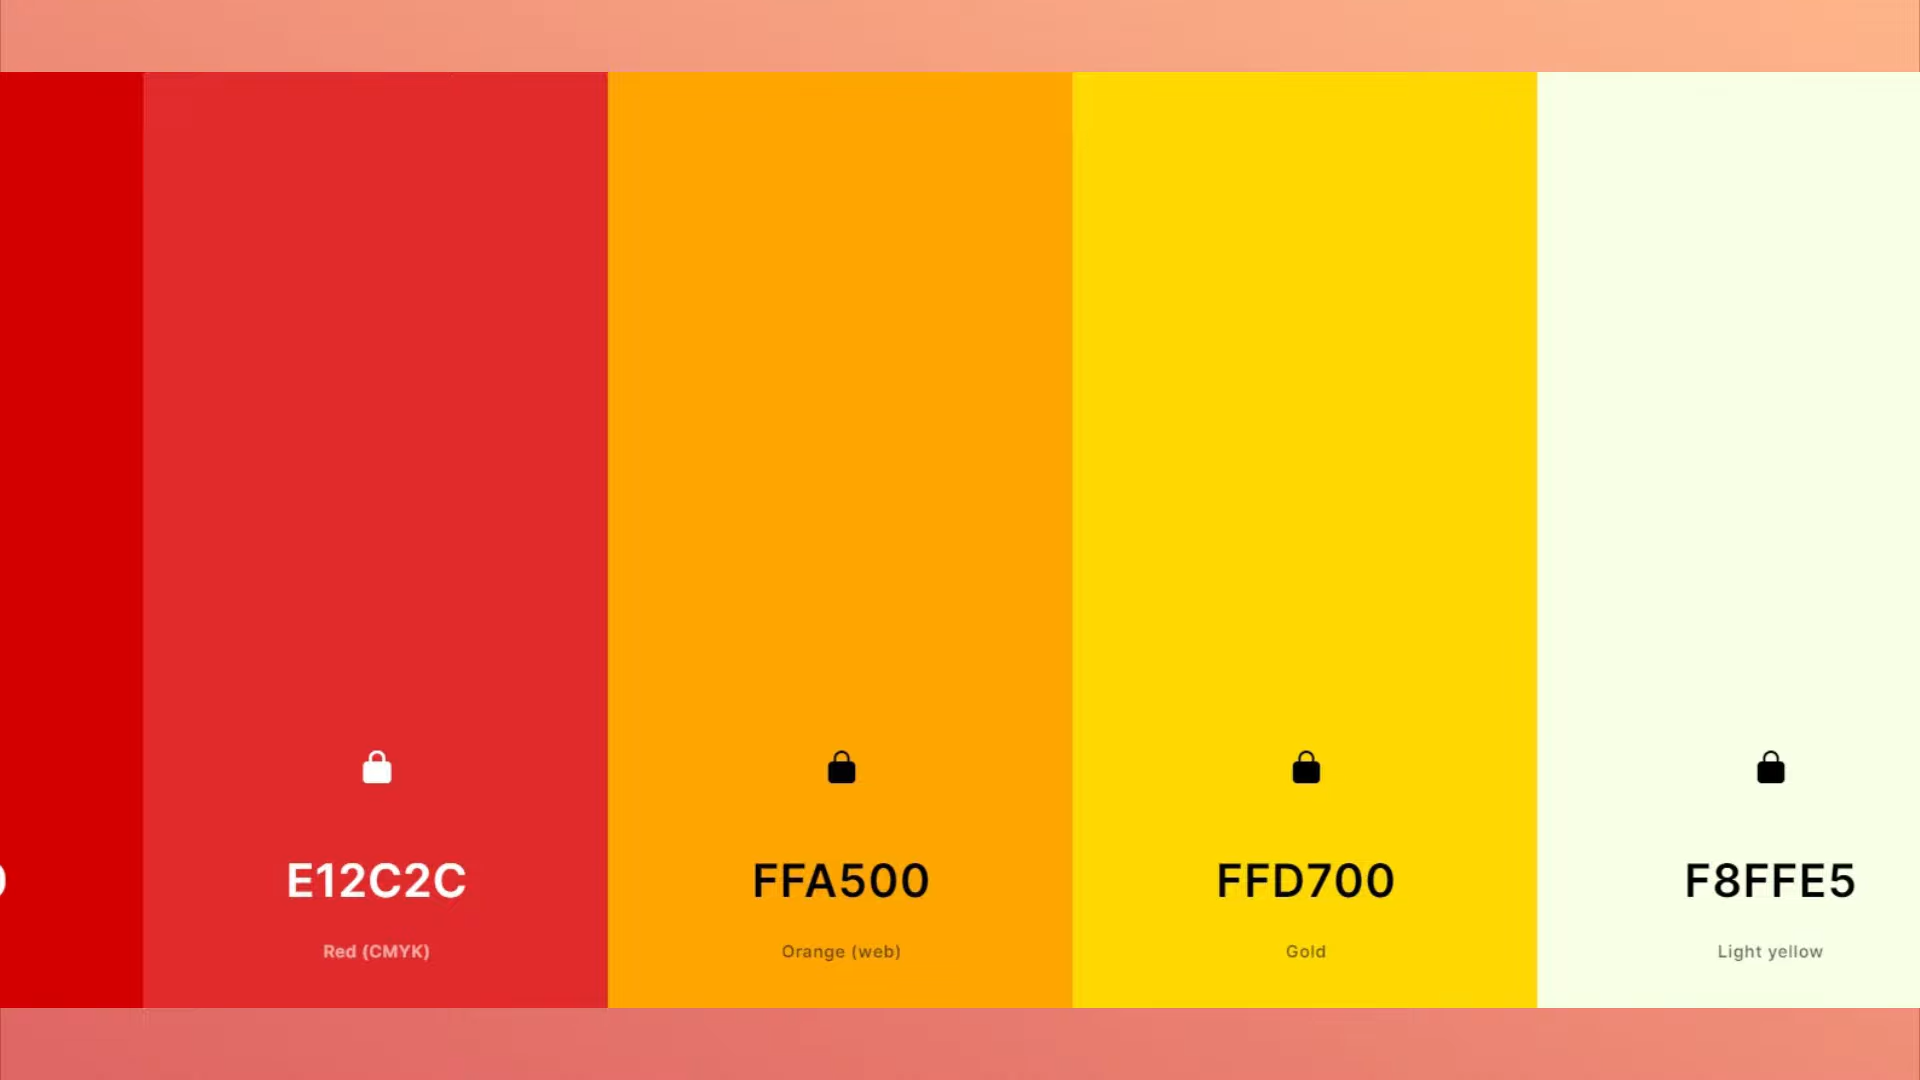 E12C2C
Red (CMYK)
FFA500
Orange (web)
FFD700
Gold
F8FFE5
Light yellow